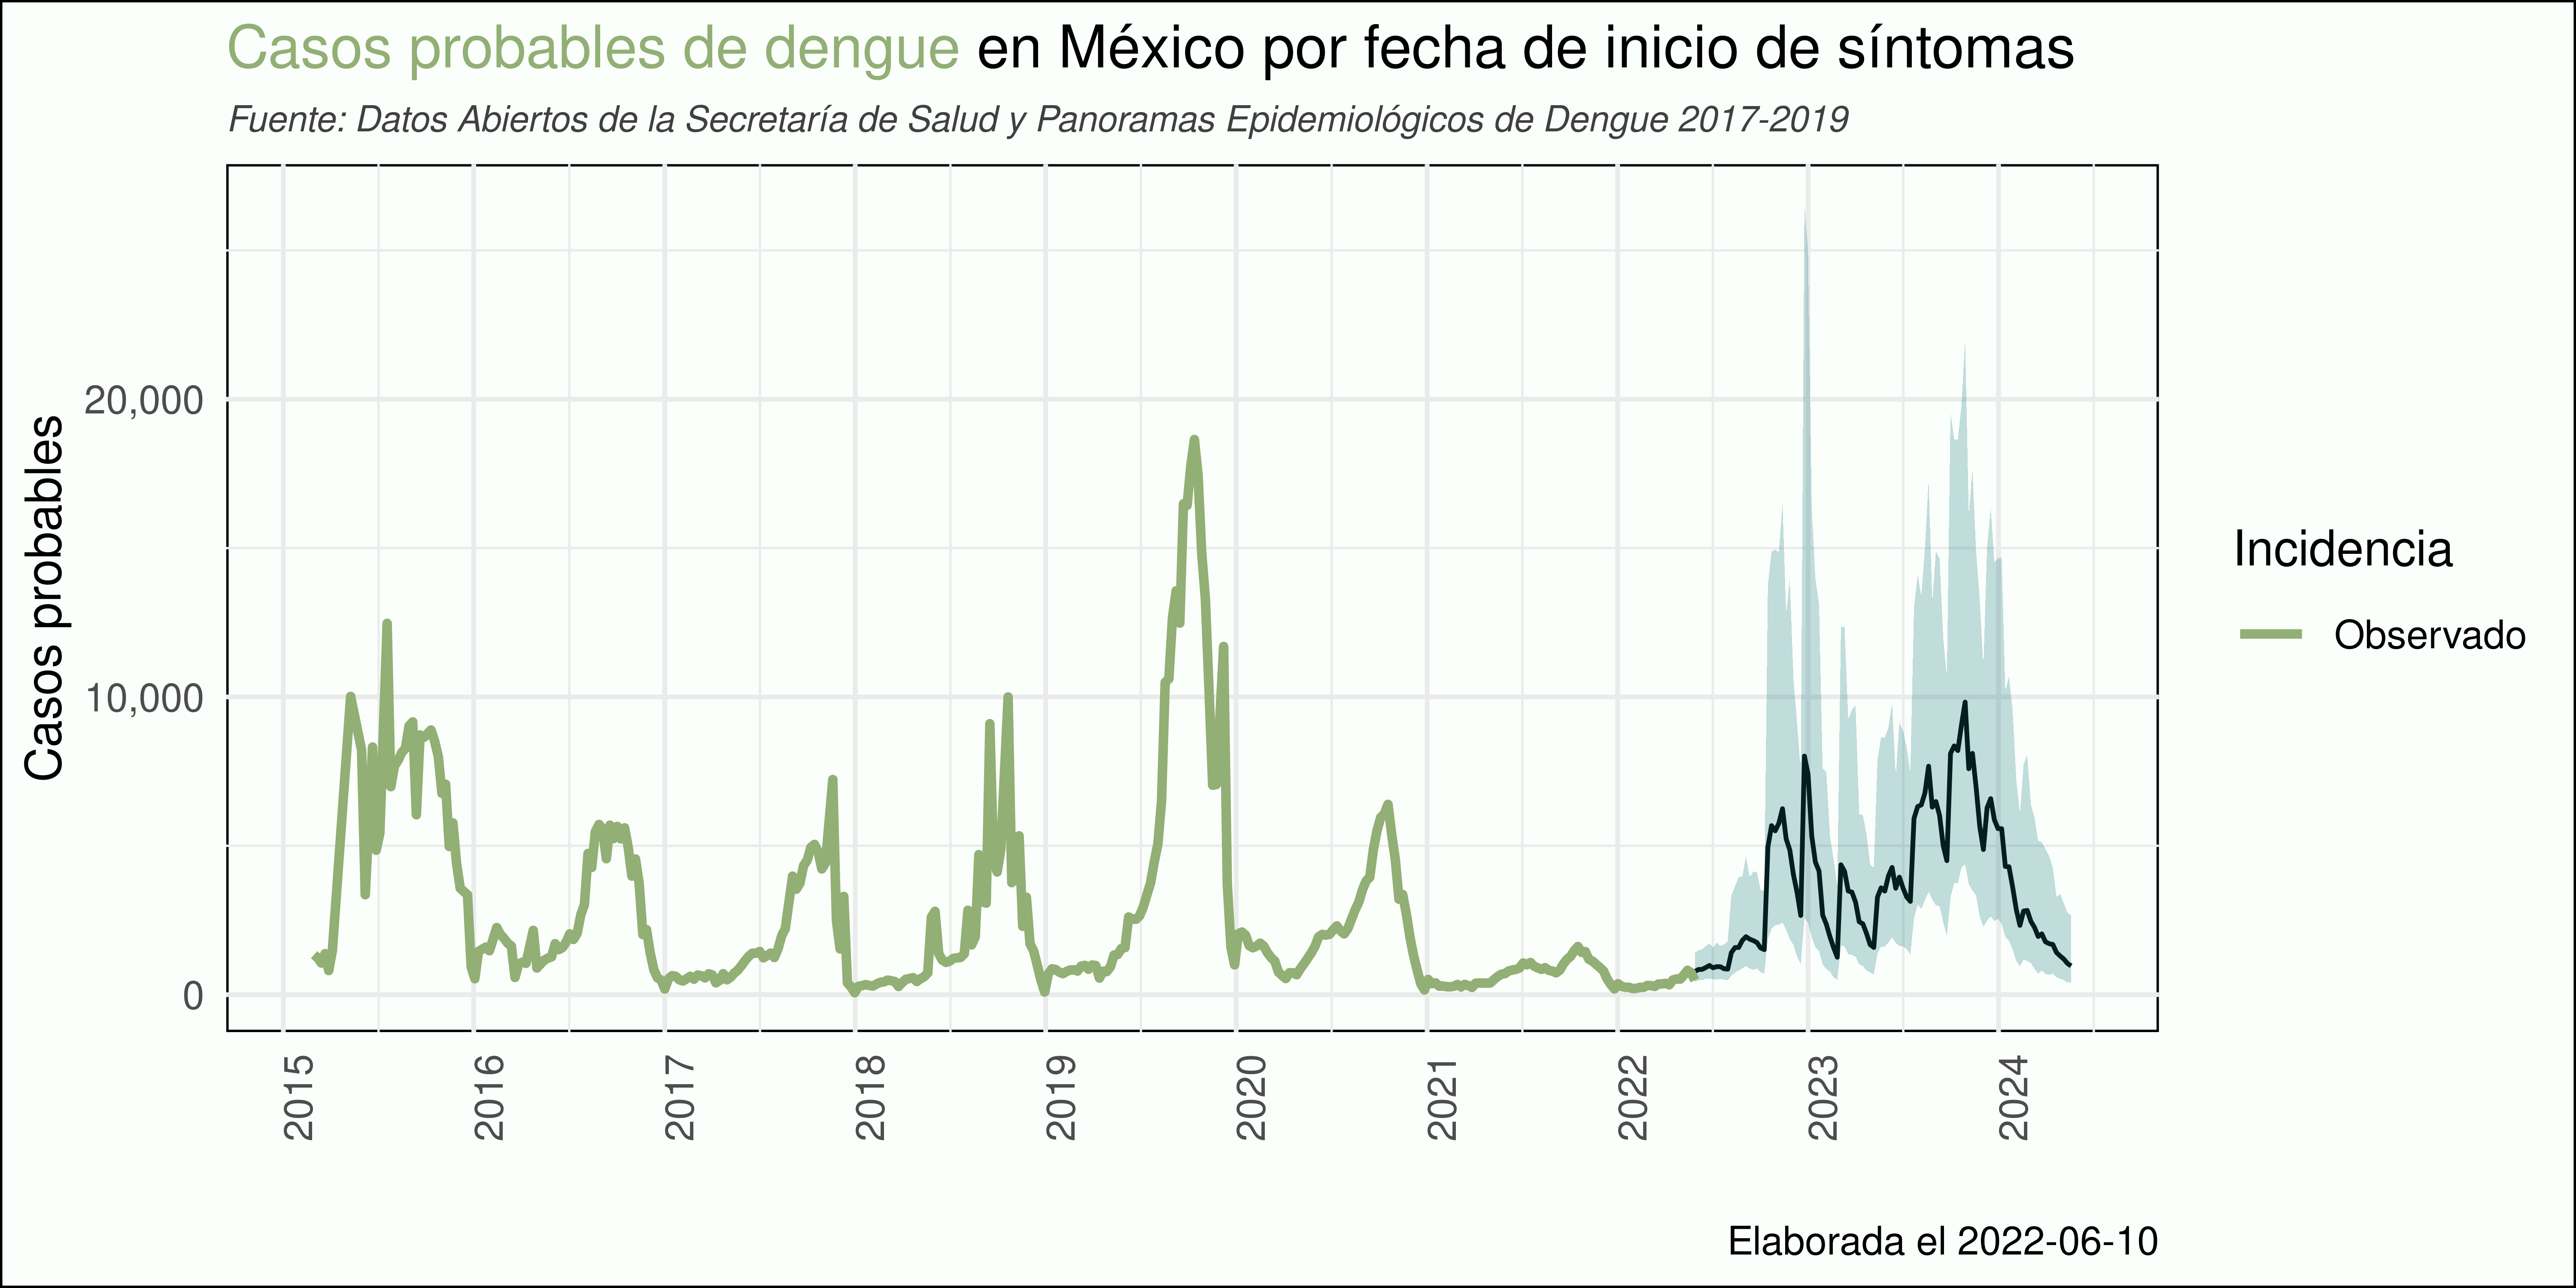 Casos probables de dengue en México por fecha de inicio de síntomas
Fuente: Datos Abiertos de la Secretaría de Salud y Panoramas Epidemiológicos de Dengue 2017-2019
Casos probables
20,000
10,000
0
2015
2016
2017
2018
2019
2020
2021
2022
2023
2024
Incidencia
Observado
Elaborada el 2022-06-10